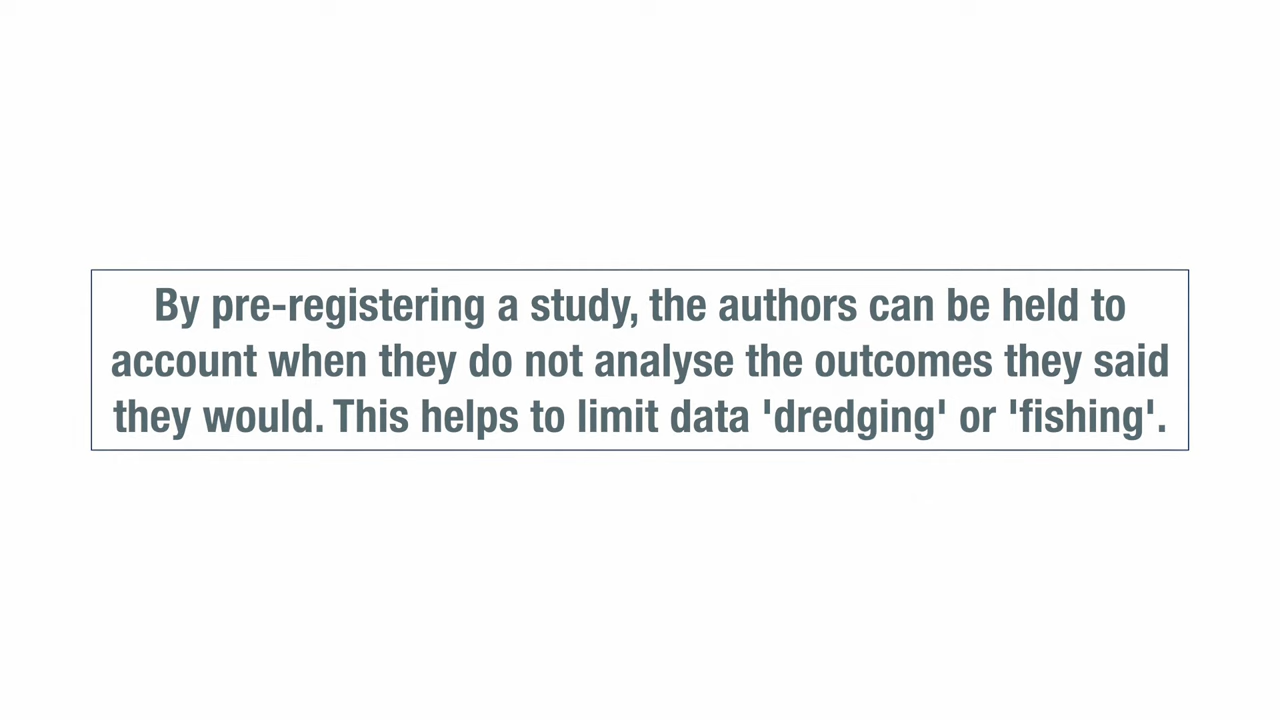 By pre-registering a study, the authors can be held to
account when they do not analyse the outcomes they said
they would. This helps to limit data 'dredging' or 'fishing'.